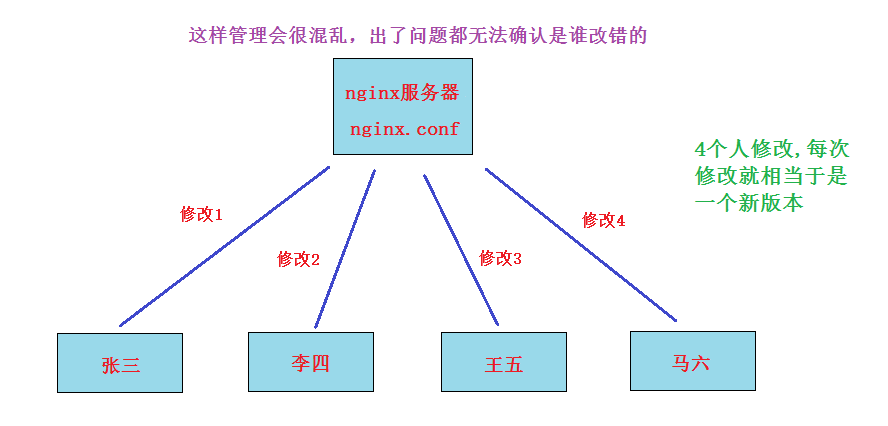 这样管理会很混乱，出了问题都无法确认是谁改错的
nginx服务器
nginx.conf
4个人修改,每次
修改就相当于是
一个新版本
修改1
修改2
修改3
修改4
张三
李四
王五
马六